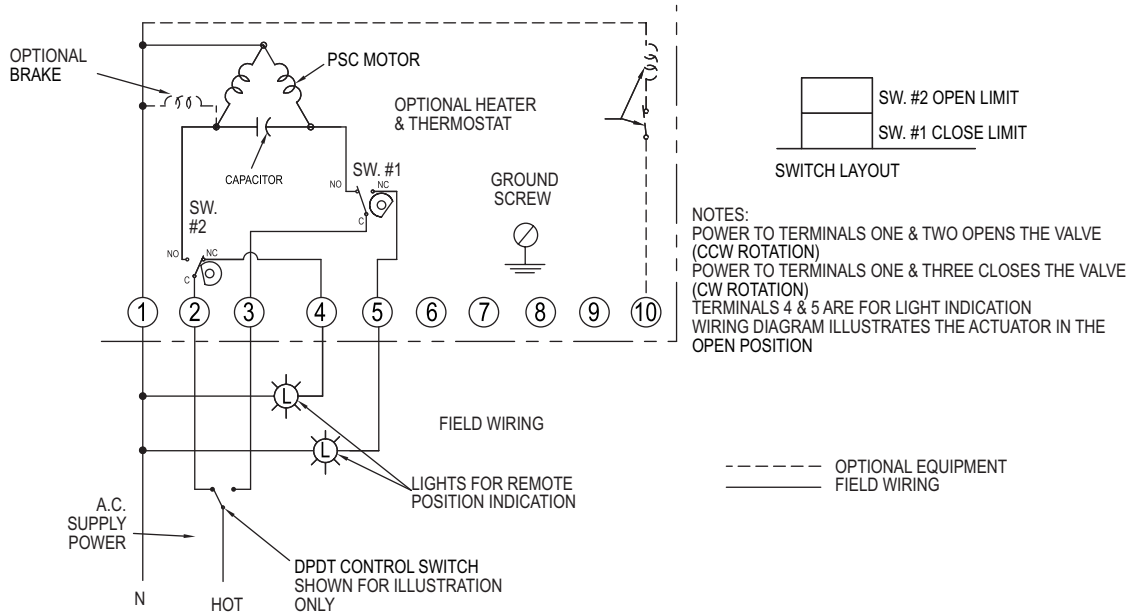 OPTIONAL
BRAKE
PSC MOTOR
OPTIONAL HEATER
& THERMOSTAT
CAPACITOR
SW. #1
NO
NC
C
SW.
#2
NO
NC
C
GROUND
SCREW
1 2 3 4 5 6 7 8 9 10
L
L
FIELD WIRING
LIGHTS FOR REMOTE
POSITION INDICATION
A.C.
SUPPLY
POWER
DPDT CONTROL SWITCH
SHOWN FOR ILLUSTRATION
ONLY
N
HOT
SW. #2 OPEN LIMIT
SW. #1 CLOSE LIMIT
SWITCH LAYOUT
NOTES:
POWER TO TERMINALS ONE & TWO OPENS THE VALVE
(CCW ROTATION)
POWER TO TERMINALS ONE & THREE CLOSES THE VALVE
(CW ROTATION)
TERMINALS 4 & 5 ARE FOR LIGHT INDICATION
WIRING DIAGRAM ILLUSTRATES THE ACTUATOR IN THE
OPEN POSITION
OPTIONAL EQUIPMENT
FIELD WIRING